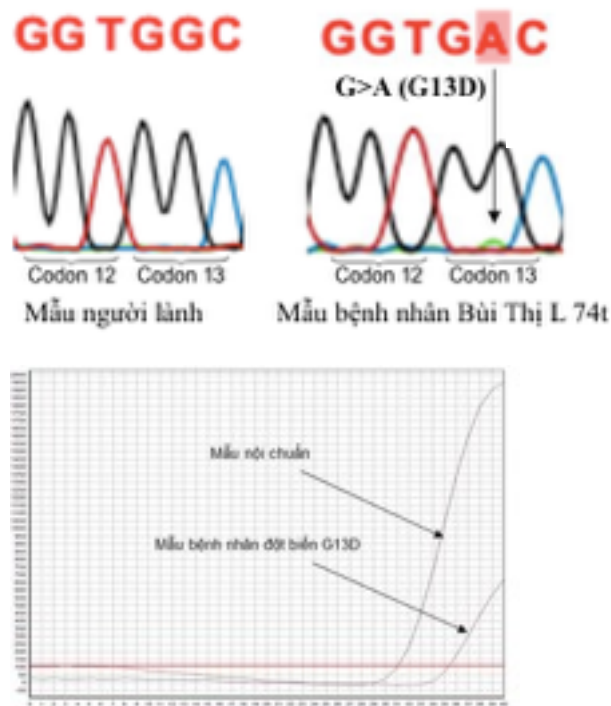 GGTGGC
GGTGAC
G>A (G13D)
Codon 12 Codon 13
Codon 12 Codon 13
Mẫu người lành
Mẫu bệnh nhân Bùi Thị L 74t
Mẫu nội chuẩn
Mẫu bệnh nhân đột biến G13D